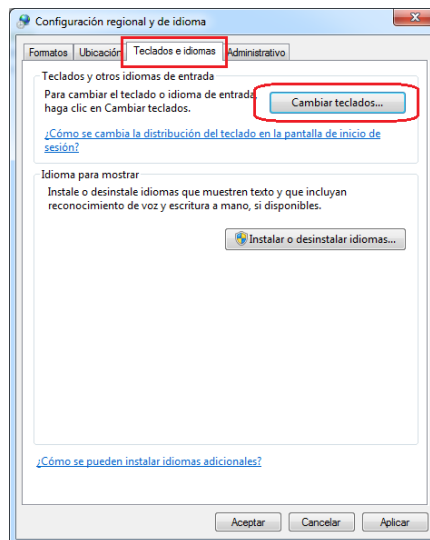 Configuración regional y de idioma
Formatos Ubicación Teclados e idiomas Administrativo
Teclados y otros idiomas de entrada
Para cambiar el teclado o idioma de entrada,
haga clic en Cambiar teclados.
Cambiar teclados...
¿Cómo se cambia la distribución del teclado en la pantalla de inicio de
sesión?
Idioma para mostrar
Instale o desinstale idiomas que muestren texto y que incluyan
reconocimiento de voz y escritura a mano, si disponibles.
Instalar o desinstalar idiomas...
¿Cómo se pueden instalar idiomas adicionales?
Aceptar Cancelar Aplicar